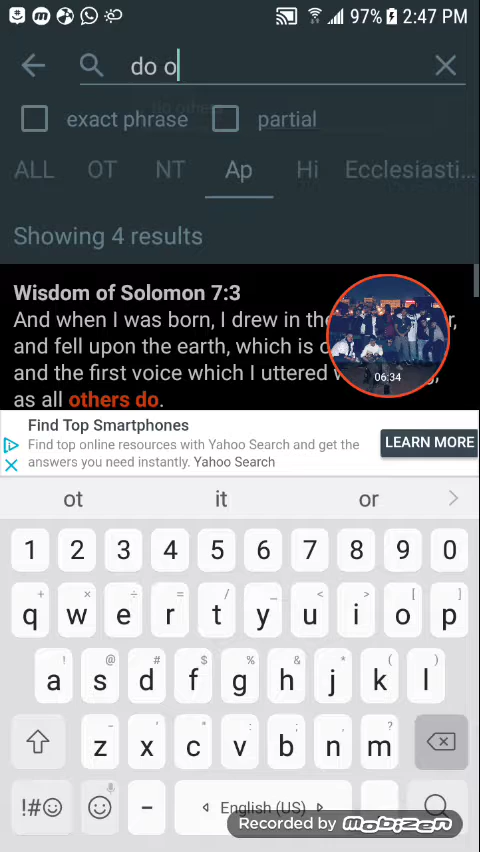 97% 2:47 PM
do o
exact phrase partial
ALL OT NT Ap Hi Ecclesiasti...
Showing 4 results
Wisdom of Solomon 7:3
And when I was born, I drew in the
and fell upon the earth, which is
and the first voice which I uttered
as all others do.
06:34
Find Top Smartphones
Find top online resources with Yahoo Search and get the
answers you need instantly. Yahoo Search
LEARN MORE
ot it or
1 2 3 4 5 6 7 8 9 0
+ × ÷ = / _ < > [ ]
q w e r t y u i o p
! @ # $ % ^ & * ( )
a s d f g h j k l
- ' " : ; , ?
z x c v b n m
!#☺ - English (US)
Recorded by mobizen